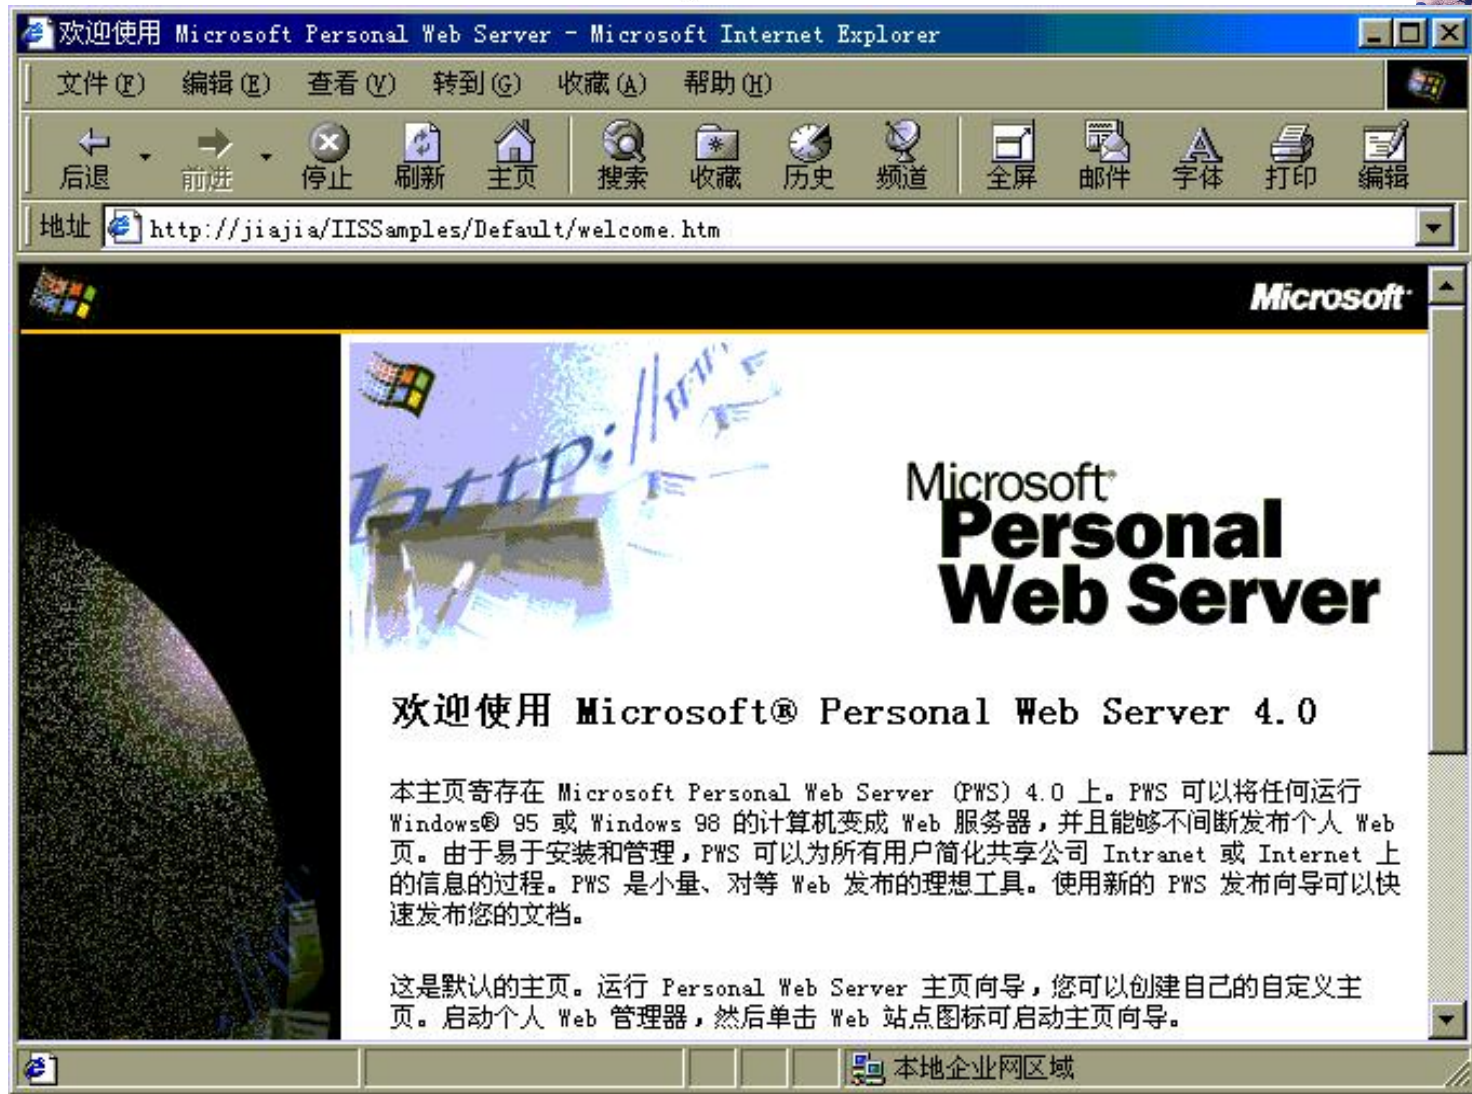 欢迎使用 Microsoft Personal Web Server - Microsoft Internet Explorer
文件(F) 编辑(E) 查看(V) 转到(G) 收藏(A) 帮助(H)
后退 前进 停止 刷新 主页 搜索 收藏 历史 频道 全屏 邮件 字体 打印 编辑
地址 http://jiajia/IISSamples/Default/welcome.htm
Microsoft
http://
Microsoft
Personal
Web Server
欢迎使用 Microsoft® Personal Web Server 4.0
本主页寄存在 Microsoft Personal Web Server (PWS) 4.0 上。PWS 可以将任何运行
Windows® 95 或 Windows 98 的计算机变成 Web 服务器，并且能够不间断发布个人 Web
页。由于易于安装和管理，PWS 可以为所有用户简化共享公司 Intranet 或 Internet 上
的信息的过程。PWS 是小量、对等 Web 发布的理想工具。使用新的 PWS 发布向导可以快
速发布您的文档。
这是默认的主页。运行 Personal Web Server 主页向导，您可以创建自己的自定义主
页。启动个人 Web 管理器，然后单击 Web 站点图标可启动主页向导。
本地企业网区域